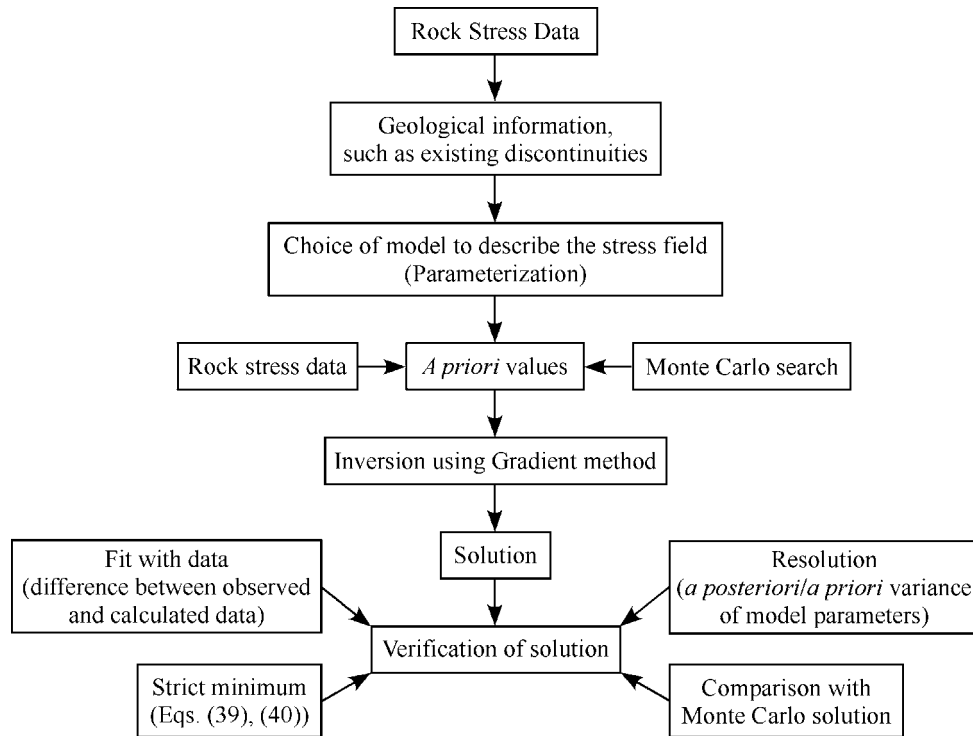 Rock Stress Data
Geological information,
such as existing discontinuities
Choice of model to describe the stress field
(Parameterization)
Rock stress data
A priori values
Monte Carlo search
Inversion using Gradient method
Solution
Fit with data
(difference between observed
and calculated data)
Resolution
(a posteriori/a priori variance
of model parameters)
Verification of solution
Strict minimum
(Eqs. (39), (40))
Comparison with
Monte Carlo solution